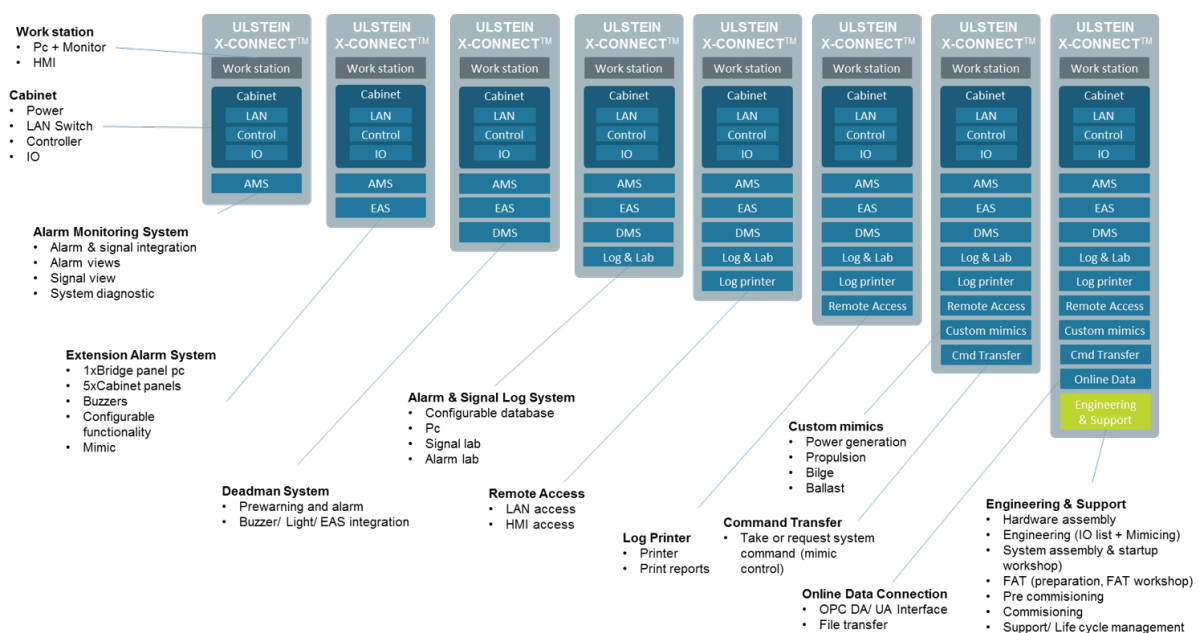 ULSTEIN
X-CONNECT™
Work station
Cabinet
LAN
Control
IO
AMS
ULSTEIN
X-CONNECT™
Work station
Cabinet
LAN
Control
IO
AMS
EAS
ULSTEIN
X-CONNECT™
Work station
Cabinet
LAN
Control
IO
AMS
EAS
DMS
ULSTEIN
X-CONNECT™
Work station
Cabinet
LAN
Control
IO
AMS
EAS
DMS
Log & Lab
ULSTEIN
X-CONNECT™
Work station
Cabinet
LAN
Control
IO
AMS
EAS
DMS
Log & Lab
Log printer
ULSTEIN
X-CONNECT™
Work station
Cabinet
LAN
Control
IO
AMS
EAS
DMS
Log & Lab
Log printer
Remote Access
ULSTEIN
X-CONNECT™
Work station
Cabinet
LAN
Control
IO
AMS
EAS
DMS
Log & Lab
Log printer
Remote Access
Custom mimics
Cmd Transfer
ULSTEIN
X-CONNECT™
Work station
Cabinet
LAN
Control
IO
AMS
EAS
DMS
Log & Lab
Log printer
Remote Access
Custom mimics
Cmd Transfer
Online Data
Engineering
& Support
Work station
• Pc + Monitor
• HMI
Cabinet
• Power
• LAN Switch
• Controller
• IO
Alarm Monitoring System
• Alarm & signal integration
• Alarm views
• Signal view
• System diagnostic
Extension Alarm System
• 1xBridge panel pc
• 5xCabinet panels
• Buzzers
• Configurable
functionality
• Mimic
Deadman System
• Prewarning and alarm
• Buzzer/ Light/ EAS integration
Alarm & Signal Log System
• Configurable database
• Pc
• Signal lab
• Alarm lab
Remote Access
• LAN access
• HMI access
Log Printer
• Printer
• Print reports
Custom mimics
• Power generation
• Propulsion
• Bilge
• Ballast
Command Transfer
• Take or request system
command (mimic
control)
Online Data Connection
• OPC DA/ UA Interface
• File transfer
Engineering & Support
• Hardware assembly
• Engineering (IO list + Mimicing)
• System assembly & startup
workshop)
• FAT (preparation, FAT workshop)
• Pre commisioning
• Commisioning
• Support/ Life cycle management